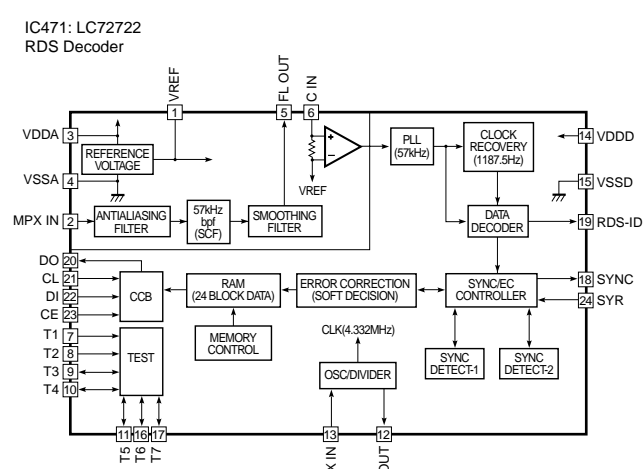 IC471: LC72722
RDS Decoder
VREF
FL OUT
C IN
1
5
6
VDDA 3
REFERENCE
VOLTAGE
VSSA 4
+
−
VREF
PLL
(57kHz)
CLOCK
RECOVERY
(1187.5Hz)
14 VDDD
15 VSSD
MPX IN 2
ANTIALIASING
FILTER
57kHz
bpf
(SCF)
SMOOTHING
FILTER
DATA
DECODER
19 RDS-ID
DO 20
CL 21
DI 22
CE 23
CCB
RAM
(24 BLOCK DATA)
ERROR CORRECTION
(SOFT DECISION)
SYNC/EC
CONTROLLER
18 SYNC
24 SYR
T1 7
T2 8
T3 9
T4 10
TEST
MEMORY
CONTROL
CLK(4.332MHz)
OSC/DIVIDER
SYNC
DETECT-1
SYNC
DETECT-2
11 16 17
13 12
T5
T6
T7
X IN
OUT